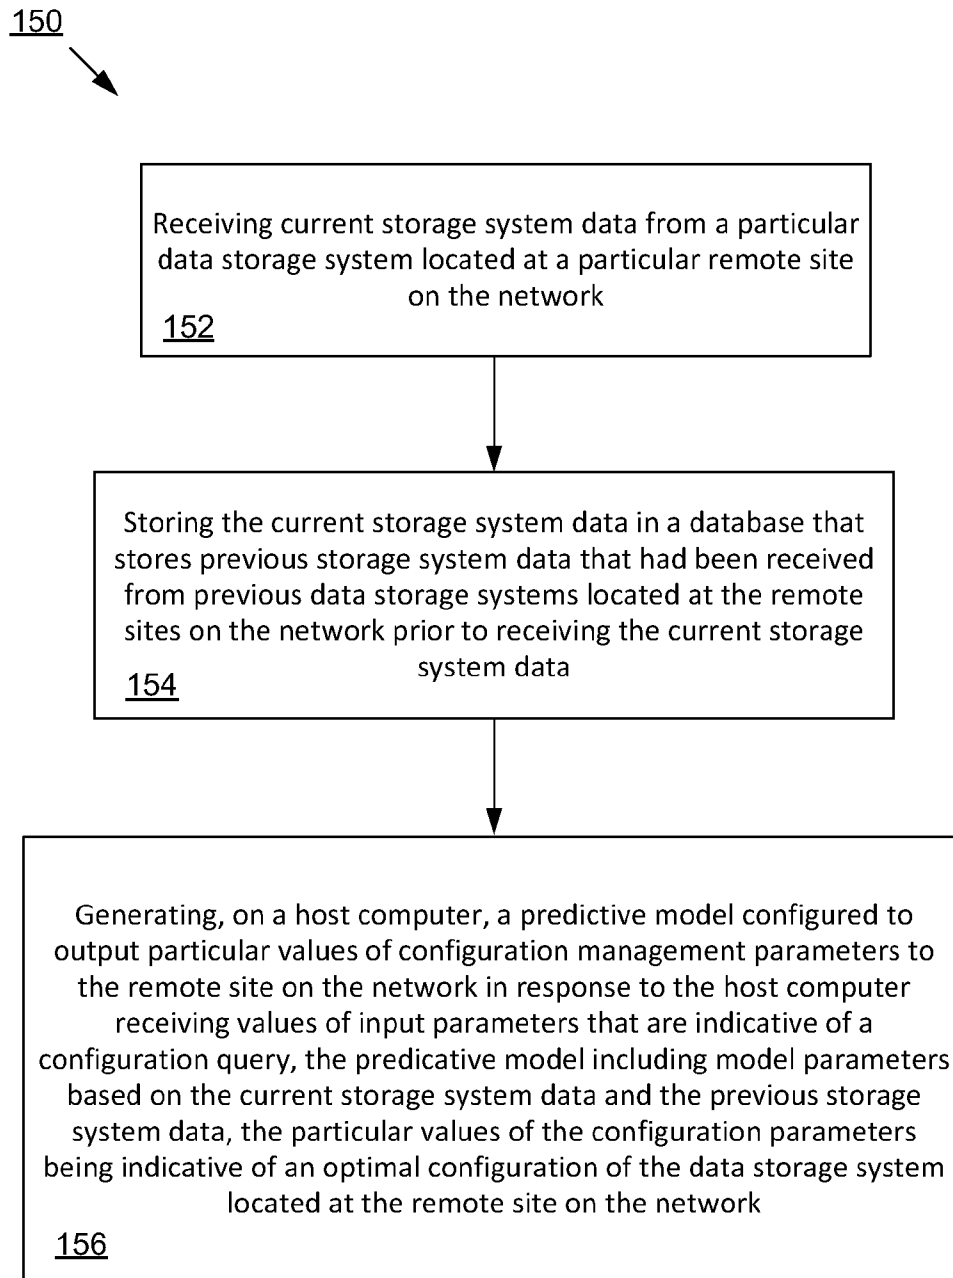 150
Receiving current storage system data from a particular
data storage system located at a particular remote site
on the network
152
Storing the current storage system data in a database that
stores previous storage system data that had been received
from previous data storage systems located at the remote
sites on the network prior to receiving the current storage
system data
154
Generating, on a host computer, a predictive model configured to
output particular values of configuration management parameters to
the remote site on the network in response to the host computer
receiving values of input parameters that are indicative of a
configuration query, the predicative model including model parameters
based on the current storage system data and the previous storage
system data, the particular values of the configuration parameters
being indicative of an optimal configuration of the data storage system
located at the remote site on the network
156